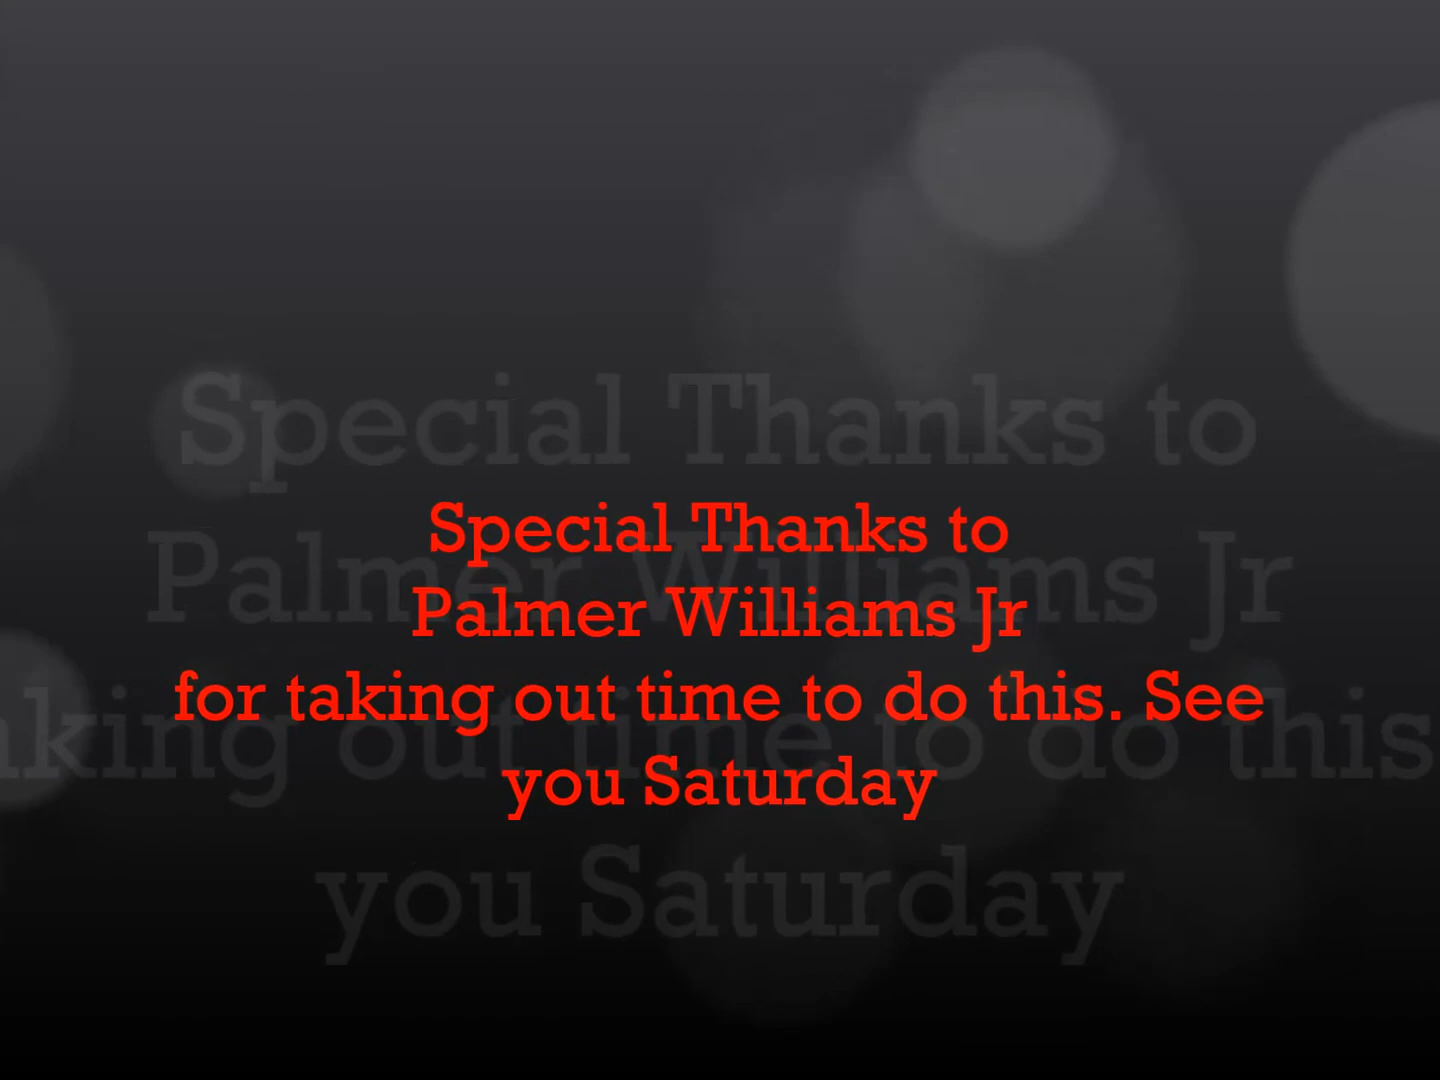 Special Thanks to
Palmer Williams Jr
for taking out time to do this. See
you Saturday